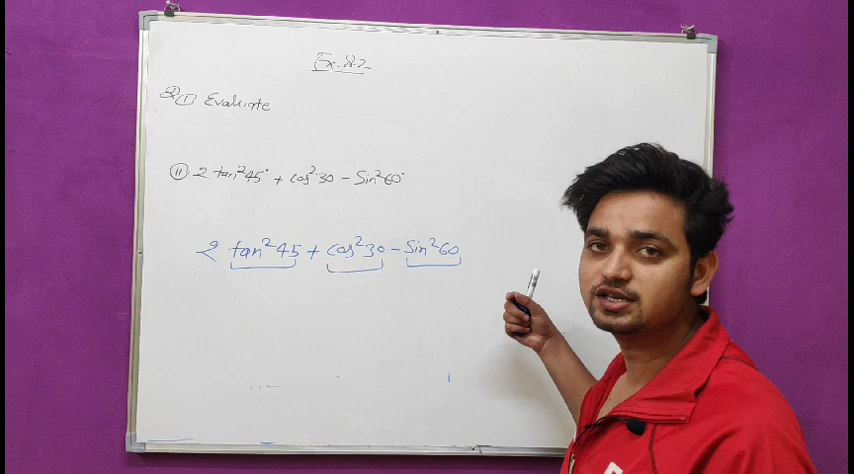 Ex. 8.2
Q ① Evaluate
ⅱ 2 tan²45° + cos²30 - Sin²60°
2 tan²45 + cos²30 - Sin²60